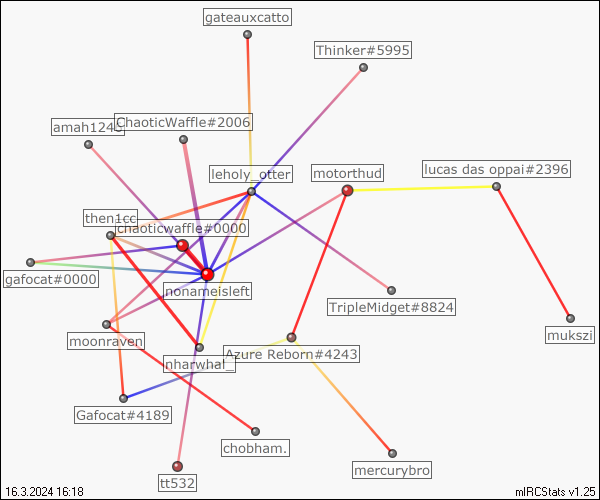 gateauxcatto
Thinker#5995
ChaoticWaffle#2006
amah124
leholy_otter
motorthud
lucas das oppai#2396
then1cc
chaoticwaffle#0000
gafocat#0000
nonameisleft
TripleMidget#8824
moonraven
nharwhal_
Azure Reborn#4243
mukszi
Gafocat#4189
chobham.
mercurybro
tt532
16.3.2024 16:18
mIRCStats v1.25